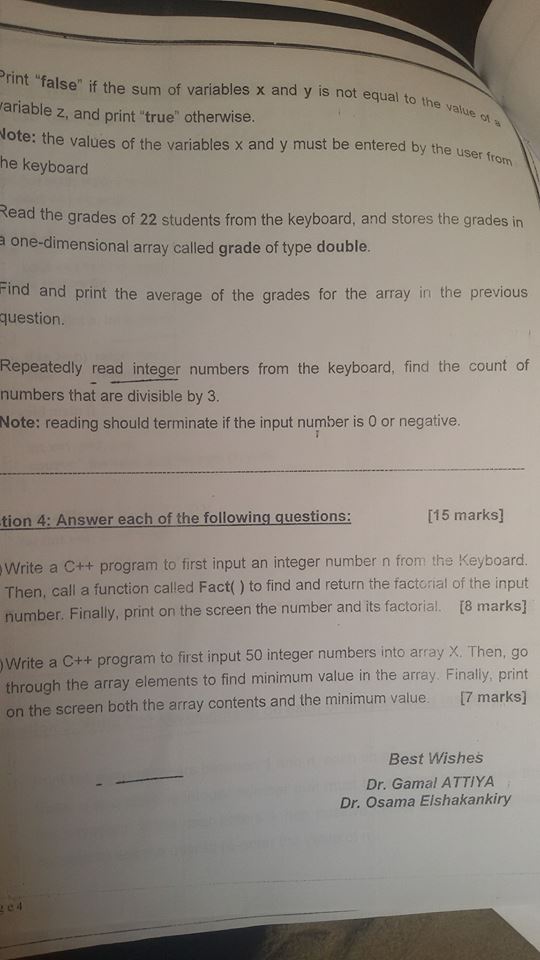 Print “false” if the sum of variables x and y is not equal to the value of a
variable z, and print “true” otherwise.
Note: the values of the variables x and y must be entered by the user from
the keyboard
Read the grades of 22 students from the keyboard, and stores the grades in
a one-dimensional array called grade of type double.
Find and print the average of the grades for the array in the previous
question.
Repeatedly read integer numbers from the keyboard, find the count of
numbers that are divisible by 3.
Note: reading should terminate if the input number is 0 or negative.
tion 4: Answer each of the following questions: [15 marks]
) Write a C++ program to first input an integer number n from the Keyboard.
Then, call a function called Fact( ) to find and return the factorial of the input
number. Finally, print on the screen the number and its factorial. [8 marks]
) Write a C++ program to first input 50 integer numbers into array X. Then, go
through the array elements to find minimum value in the array. Finally, print
on the screen both the array contents and the minimum value. [7 marks]
Best Wishes
Dr. Gamal ATTIYA
Dr. Osama Elshakankiry
ge4